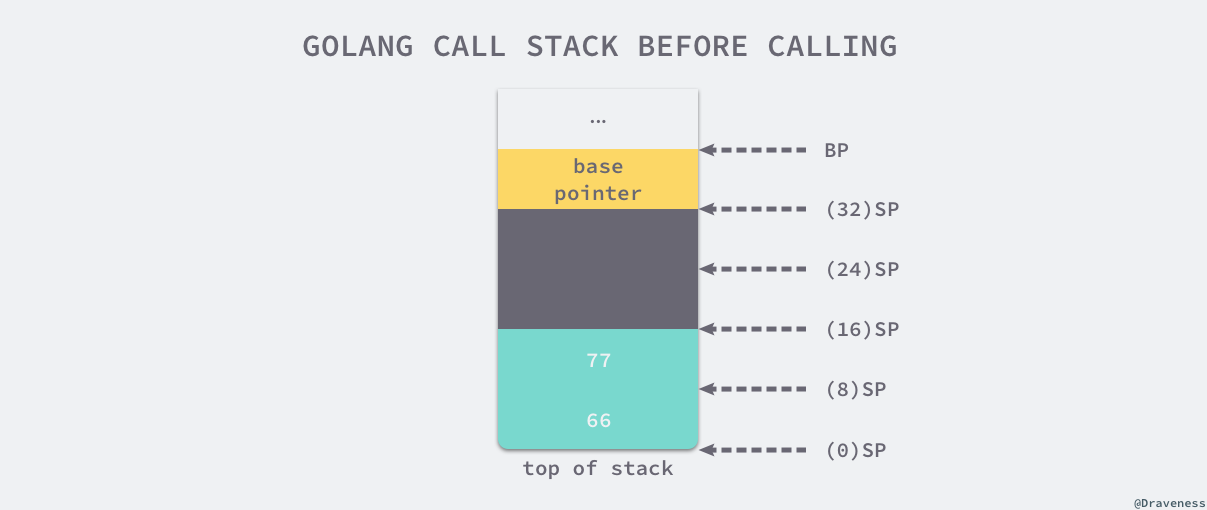 GOLANG CALL STACK BEFORE CALLING
...
BP
base
pointer
(32)SP
(24)SP
(16)SP
77
(8)SP
66
(0)SP
top of stack
@Draveness